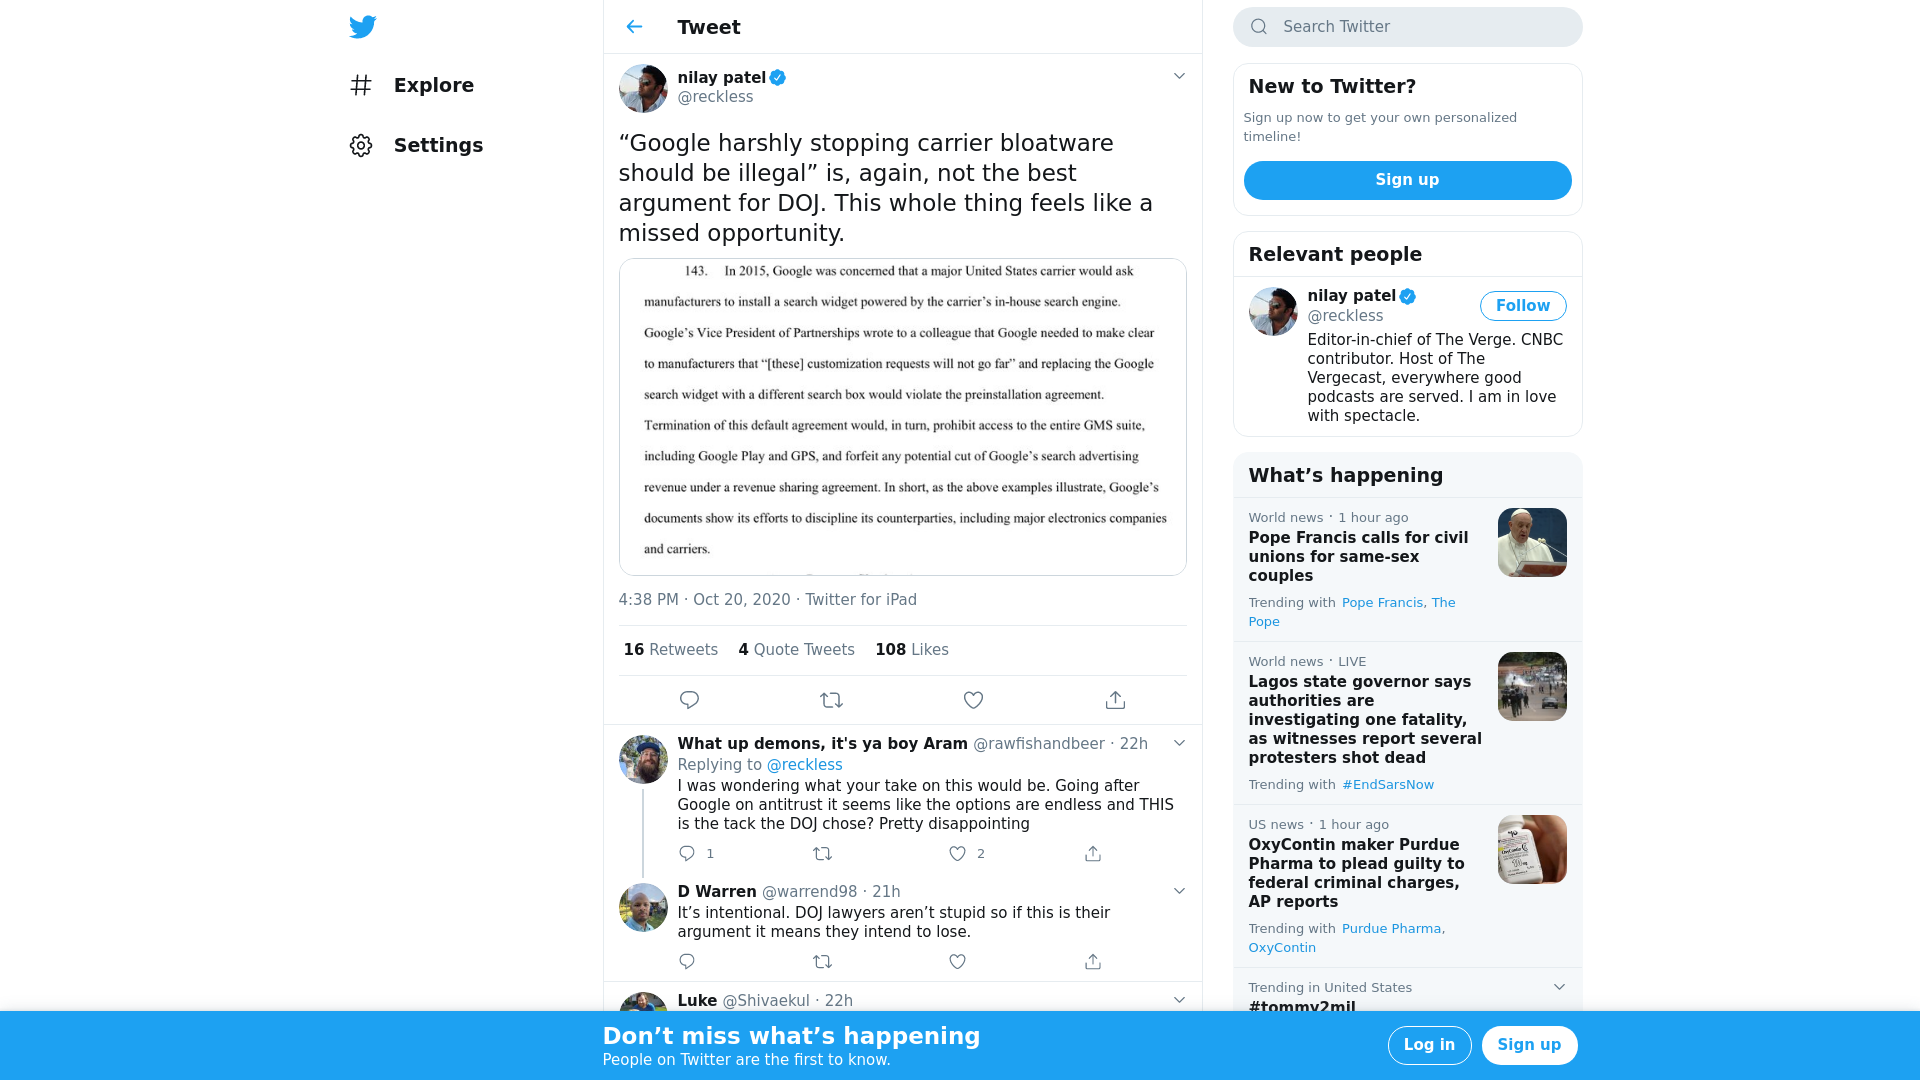 Explore
Settings
Tweet
nilay patel
@reckless
“Google harshly stopping carrier bloatware
should be illegal” is, again, not the best
argument for DOJ. This whole thing feels like a
missed opportunity.
143. In 2015, Google was concerned that a major United States carrier would ask
manufacturers to install a search widget powered by the carrier’s in-house search engine.
Google’s Vice President of Partnerships wrote to a colleague that Google needed to make clear
to manufacturers that “[these] customization requests will not go far” and replacing the Google
search widget with a different search box would violate the preinstallation agreement.
Termination of this default agreement would, in turn, prohibit access to the entire GMS suite,
including Google Play and GPS, and forfeit any potential cut of Google’s search advertising
revenue under a revenue sharing agreement. In short, as the above examples illustrate, Google’s
documents show its efforts to discipline its counterparties, including major electronics companies
and carriers.
4:38 PM · Oct 20, 2020 · Twitter for iPad
16 Retweets 4 Quote Tweets 108 Likes
What up demons, it's ya boy Aram @rawfishandbeer · 22h
Replying to @reckless
I was wondering what your take on this would be. Going after
Google on antitrust it seems like the options are endless and THIS
is the tack the DOJ chose? Pretty disappointing
1 2
D Warren @warrend98 · 21h
It’s intentional. DOJ lawyers aren’t stupid so if this is their
argument it means they intend to lose.
Luke @Shivaekul · 22h
Search Twitter
New to Twitter?
Sign up now to get your own personalized
timeline!
Sign up
Relevant people
nilay patel
@reckless
Follow
Editor-in-chief of The Verge. CNBC
contributor. Host of The
Vergecast, everywhere good
podcasts are served. I am in love
with spectacle.
What’s happening
World news · 1 hour ago
Pope Francis calls for civil
unions for same-sex
couples
Trending with Pope Francis, The
Pope
World news · LIVE
Lagos state governor says
authorities are
investigating one fatality,
as witnesses report several
protesters shot dead
Trending with #EndSarsNow
US news · 1 hour ago
OxyContin maker Purdue
Pharma to plead guilty to
federal criminal charges,
AP reports
Trending with Purdue Pharma,
OxyContin
Trending in United States
#tommy2mil
Don’t miss what’s happening
People on Twitter are the first to know.
Log in
Sign up